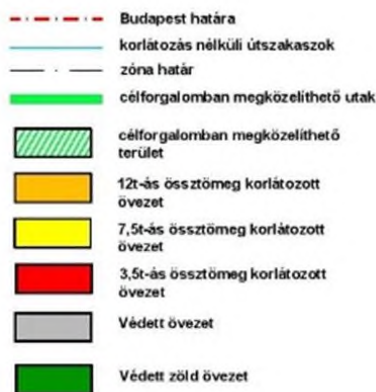 Budapest határa
korlátozás nélküli útszakaszok
zóna határ
célforgalomban megközelíthető utak
célforgalomban megközelíthető
terület
12t-ás össztömeg korlátozott
övezet
7,5t-ás össztömeg korlátozott
övezet
3,5t-ás össztömeg korlátozott
övezet
Védett övezet
Védett zöld övezet